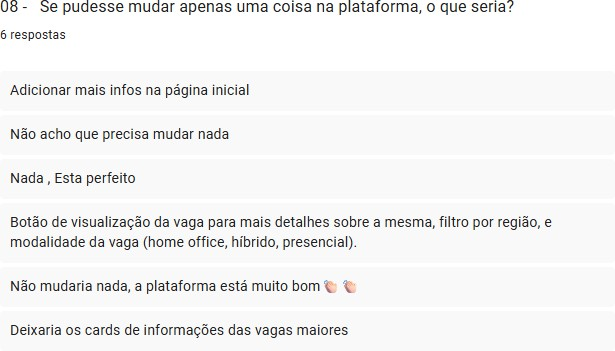 08 -   Se pudesse mudar apenas uma coisa na plataforma, o que seria?
6 respostas
Adicionar mais infos na página inicial
Não acho que precisa mudar nada
Nada , Esta perfeito
Botão de visualização da vaga para mais detalhes sobre a mesma, filtro por região, e
modalidade da vaga (home office, híbrido, presencial).
Não mudaria nada, a plataforma está muito bom 👏🏻 👏🏻
Deixaria os cards de informações das vagas maiores